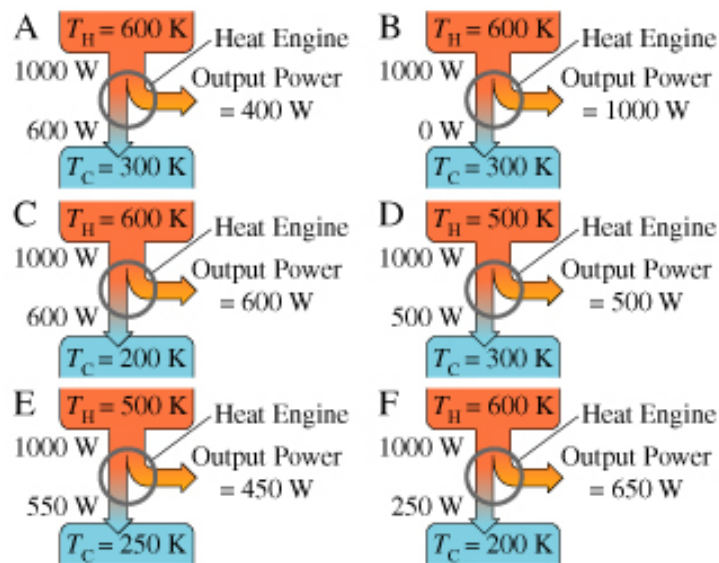 A
T_H = 600 K
Heat Engine
1000 W
Output Power
= 400 W
600 W
T_C = 300 K
B
T_H = 600 K
Heat Engine
1000 W
Output Power
= 1000 W
0 W
T_C = 300 K
C
T_H = 600 K
Heat Engine
1000 W
Output Power
= 600 W
600 W
T_C = 200 K
D
T_H = 500 K
Heat Engine
1000 W
Output Power
= 500 W
500 W
T_C = 300 K
E
T_H = 500 K
Heat Engine
1000 W
Output Power
= 450 W
550 W
T_C = 250 K
F
T_H = 600 K
Heat Engine
1000 W
Output Power
= 650 W
250 W
T_C = 200 K